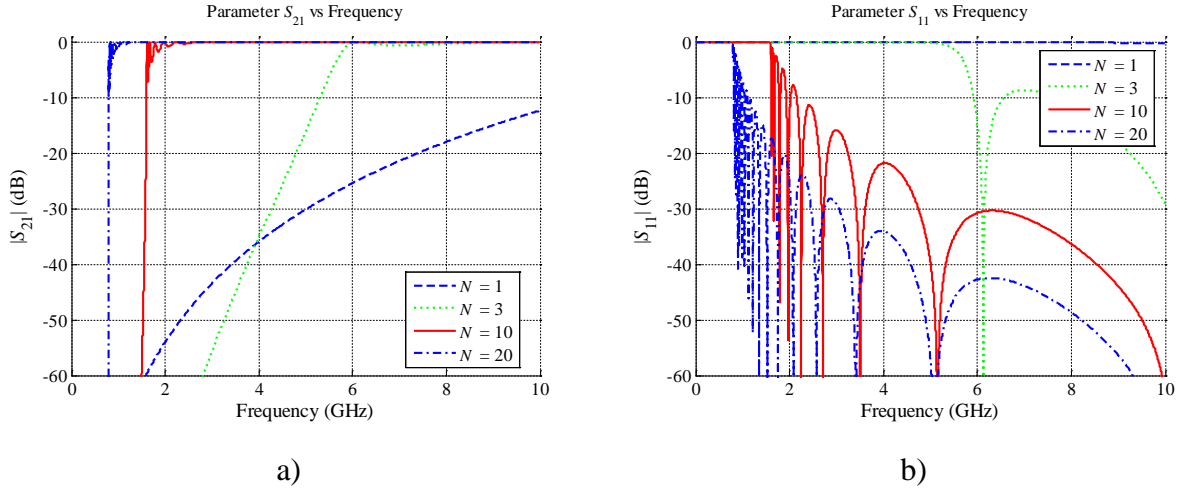 Parameter S21 vs Frequency
0
-10
-20
-30
-40
-50
-60
|S21| (dB)
0 2 4 6 8 10
Frequency (GHz)
N = 1
N = 3
N = 10
N = 20
a)
Parameter S11 vs Frequency
0
-10
-20
-30
-40
-50
-60
|S11| (dB)
0 2 4 6 8 10
Frequency (GHz)
N = 1
N = 3
N = 10
N = 20
b)